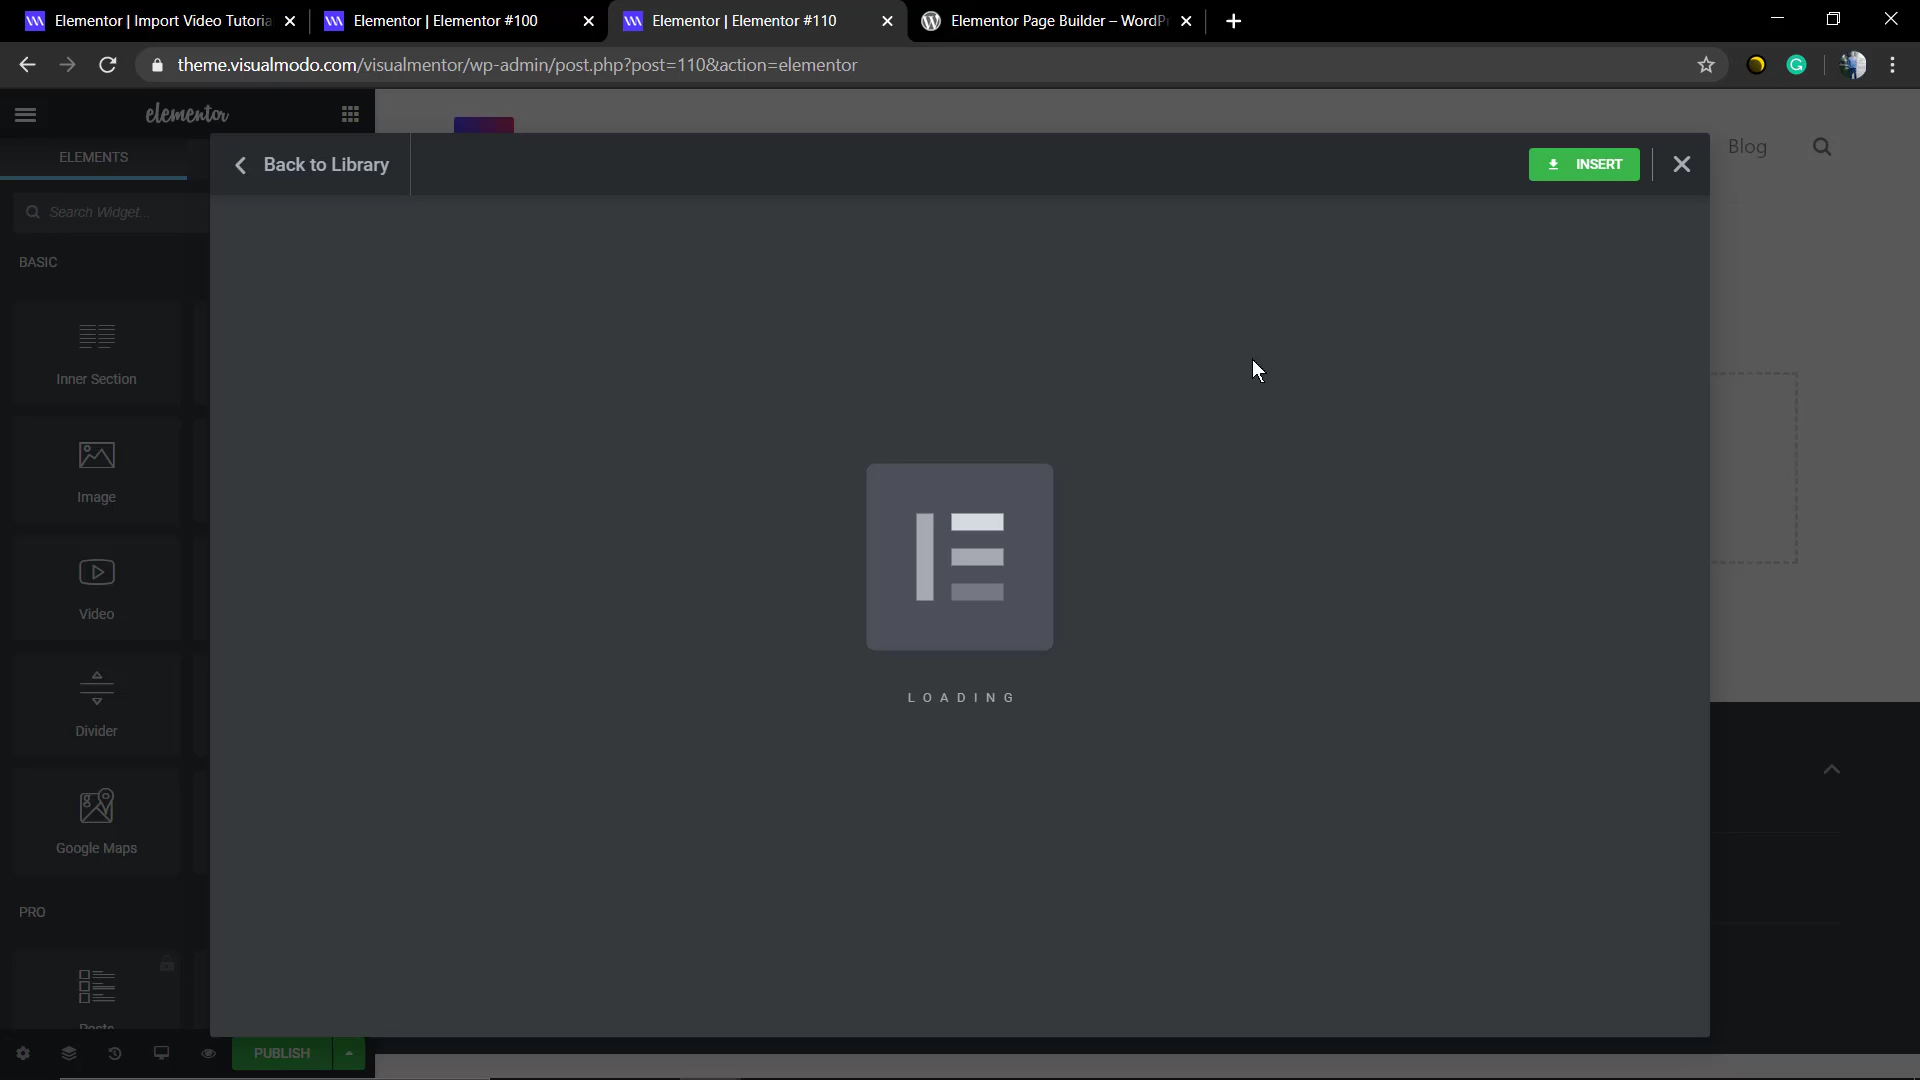 Elementor | Import Video Tutoria
Elementor | Elementor #100
Elementor | Elementor #110
Elementor Page Builder – WordPr
theme.visualmodo.com/visualmentor/wp-admin/post.php?post=110&action=elementor
elementor
Blog
ELEMENTS
Back to Library
INSERT
Search Widget...
BASIC
Inner Section
Image
Video
LOADING
Divider
Google Maps
PRO
Posts
PUBLISH